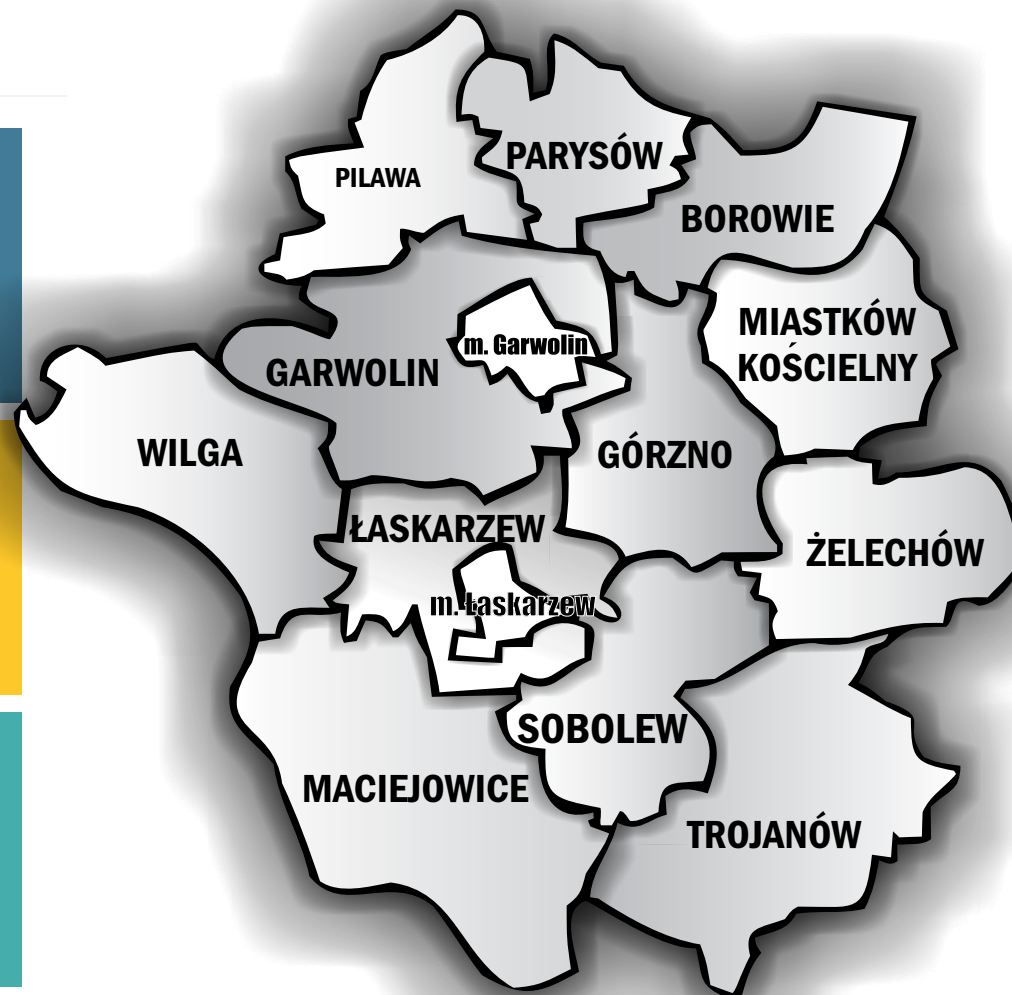 PARYSÓW
PILAWA
BOROWIE
MIASTKÓW
KOŚCIELNY
m. Garwolin
GARWOLIN
WILGA
GÓRZNO
ŁASKARZEW
ŻELECHÓW
m. Łaskarzew
SOBOLEW
MACIEJOWICE
TROJANÓW